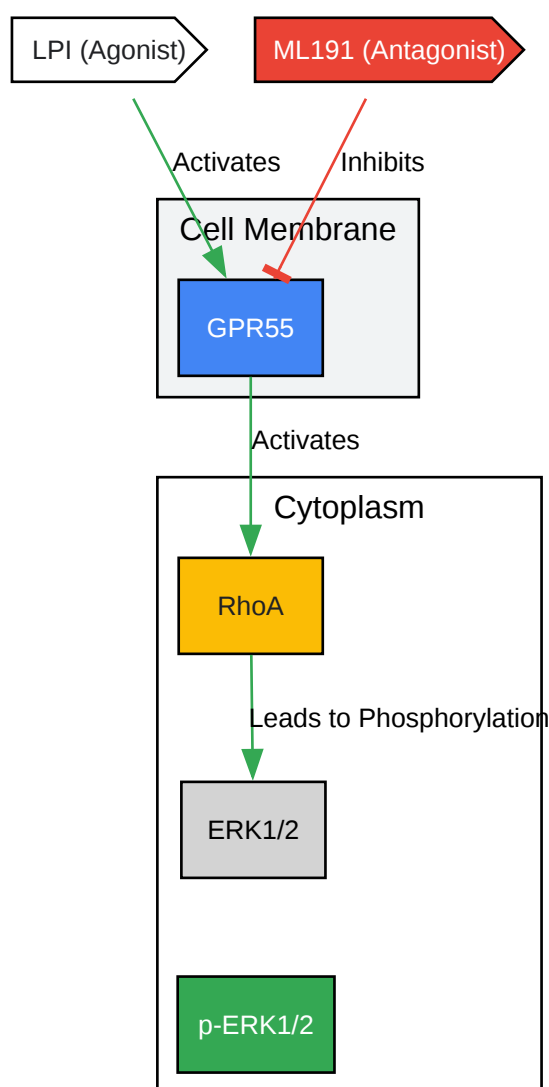 LPI (Agonist)
ML191 (Antagonist)
Activates
Inhibits
Cell Membrane
GPR55
Activates
Cytoplasm
RhoA
Leads to Phosphorylation
ERK1/2
p-ERK1/2